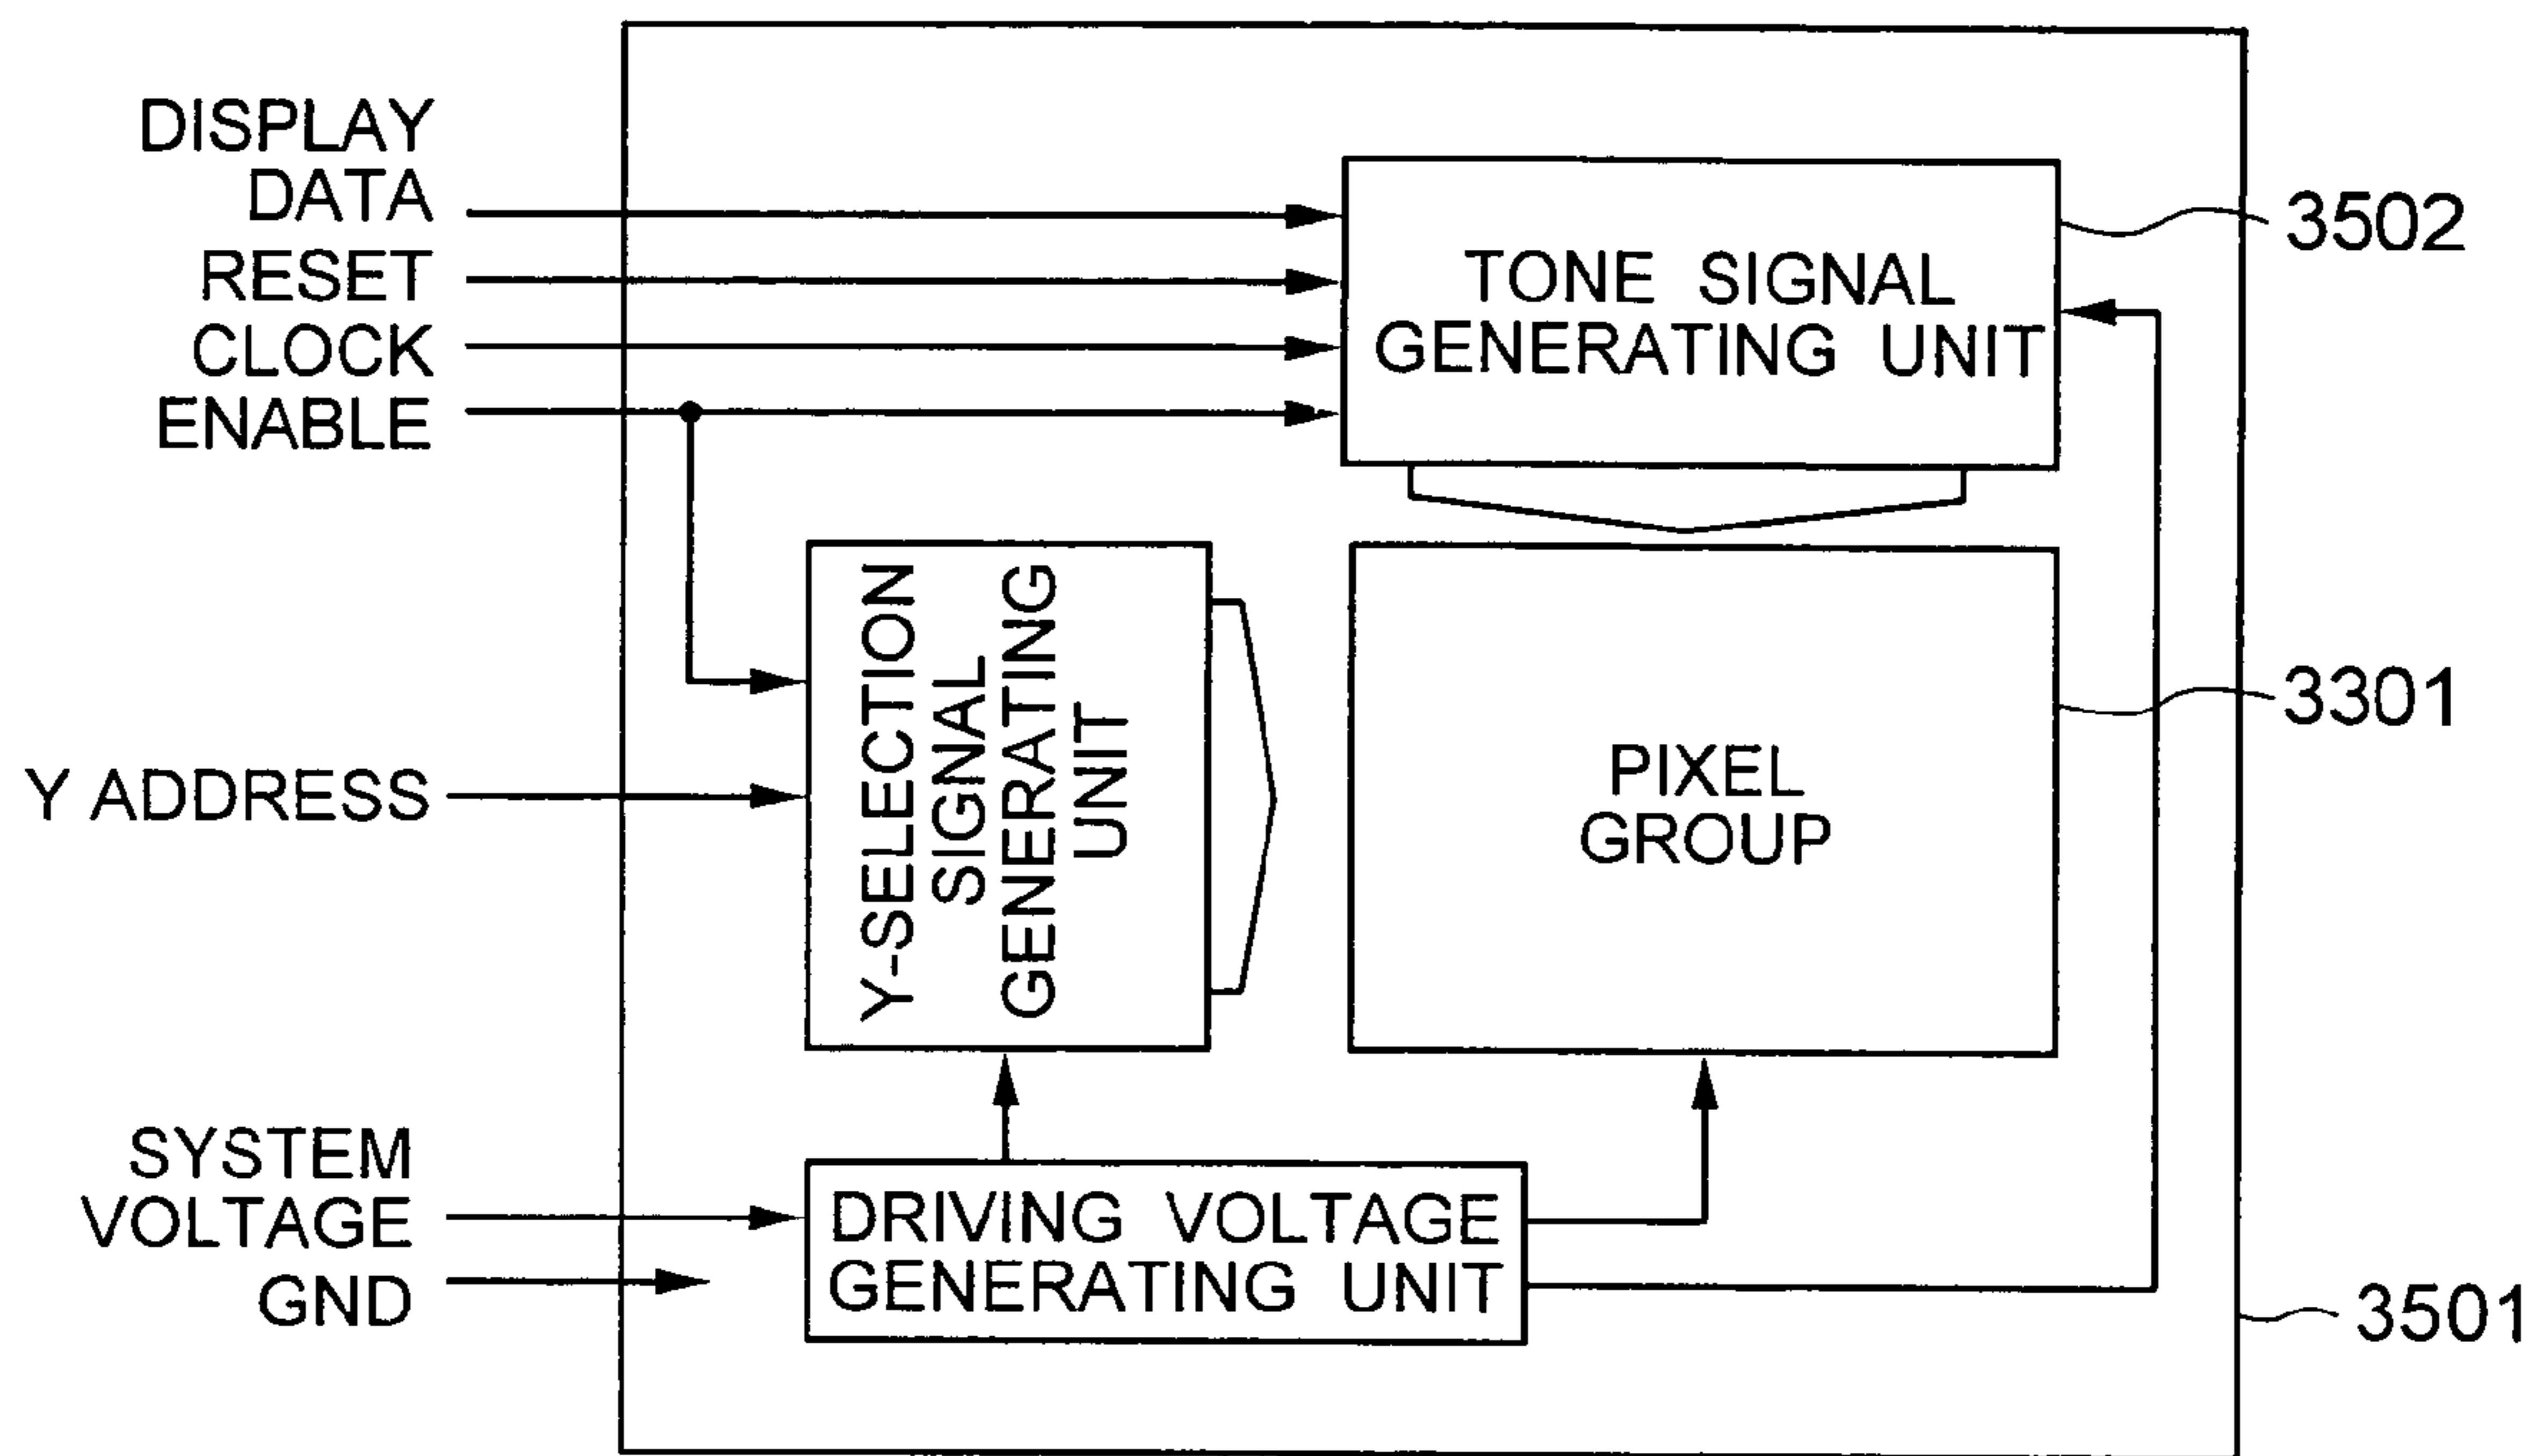 DISPLAY
DATA
RESET
CLOCK
ENABLE
TONE SIGNAL
GENERATING UNIT
3502
Y-SELECTION
SIGNAL
GENERATING
UNIT
Y ADDRESS
PIXEL
GROUP
3301
SYSTEM
VOLTAGE
GND
DRIVING VOLTAGE
GENERATING UNIT
3501